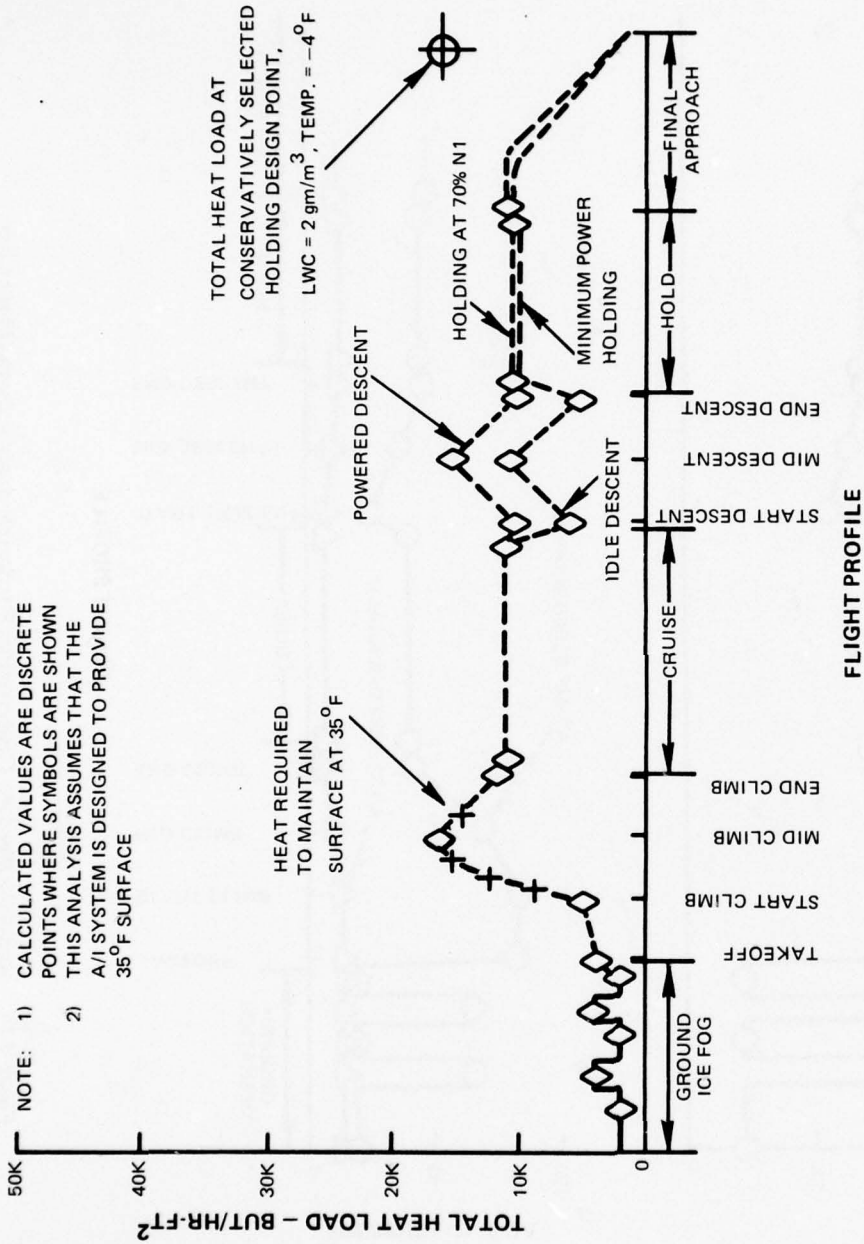 NOTE: 1) CALCULATED VALUES ARE DISCRETE
POINTS WHERE SYMBOLS ARE SHOWN
2) THIS ANALYSIS ASSUMES THAT THE
A/I SYSTEM IS DESIGNED TO PROVIDE
35°F SURFACE
TOTAL HEAT LOAD AT
CONSERVATIVELY SELECTED
HOLDING DESIGN POINT,
LWC = 2 gm/m³, TEMP. = −4°F
HEAT REQUIRED
TO MAINTAIN
SURFACE AT 35°F
POWERED DESCENT
HOLDING AT 70% N1
MINIMUM POWER
HOLDING
IDLE DESCENT
TOTAL HEAT LOAD – BUT/HR-FT²
50K
40K
30K
20K
10K
0
GROUND
ICE FOG
TAKEOFF
START CLIMB
MID CLIMB
END CLIMB
CRUISE
START DESCENT
MID DESCENT
END DESCENT
HOLD
FINAL
APPROACH
FLIGHT PROFILE